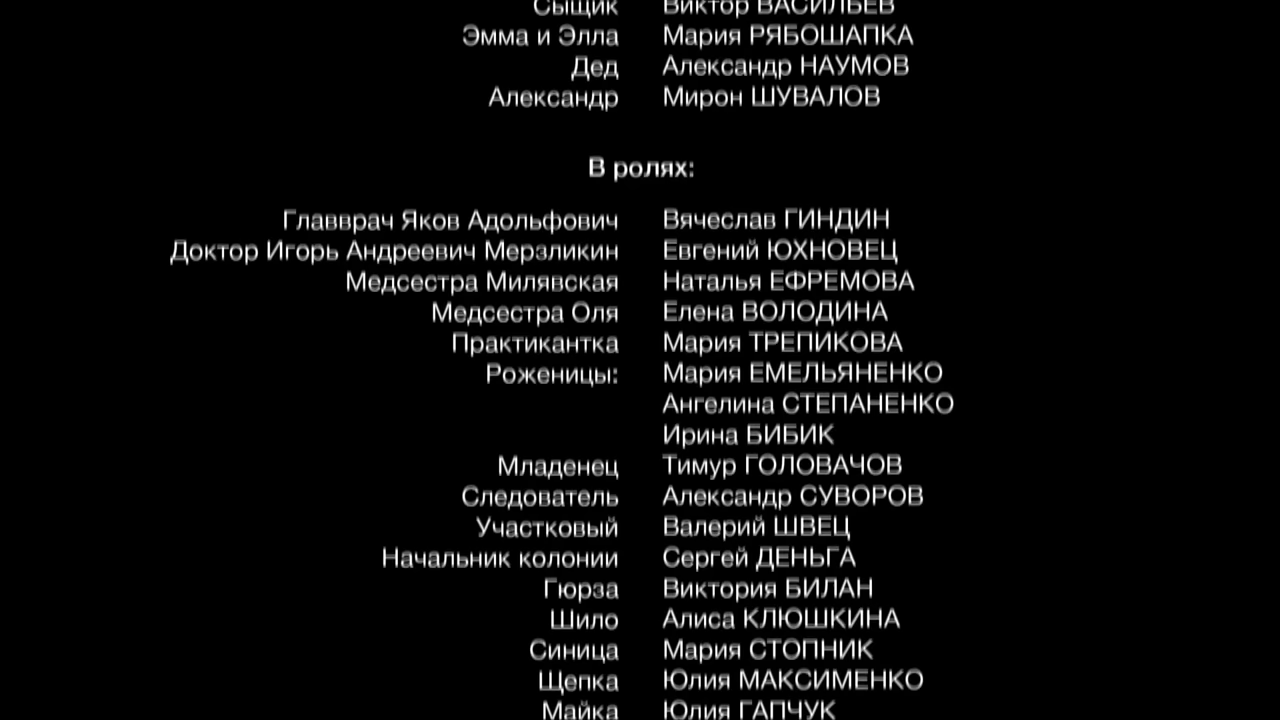 Сыщик Виктор ВАСИЛЬЕВ
Эмма и Элла Мария РЯБОШАПКА
Дед Александр НАУМОВ
Александр Мирон ШУВАЛОВ
В ролях:
Главврач Яков Адольфович Вячеслав ГИНДИН
Доктор Игорь Андреевич Мерзликин Евгений ЮХНОВЕЦ
Медсестра Милявская Наталья ЕФРЕМОВА
Медсестра Оля Елена ВОЛОДИНА
Практикантка Мария ТРЕПИКОВА
Роженицы: Мария ЕМЕЛЬЯНЕНКО
Ангелина СТЕПАНЕНКО
Ирина БИБИК
Младенец Тимур ГОЛОВАЧОВ
Следователь Александр СУВОРОВ
Участковый Валерий ШВЕЦ
Начальник колонии Сергей ДЕНЬГА
Гюрза Виктория БИЛАН
Шило Алиса КЛЮШКИНА
Синица Мария СТОПНИК
Щепка Юлия МАКСИМЕНКО
Майка Юлия ГАПЧУК